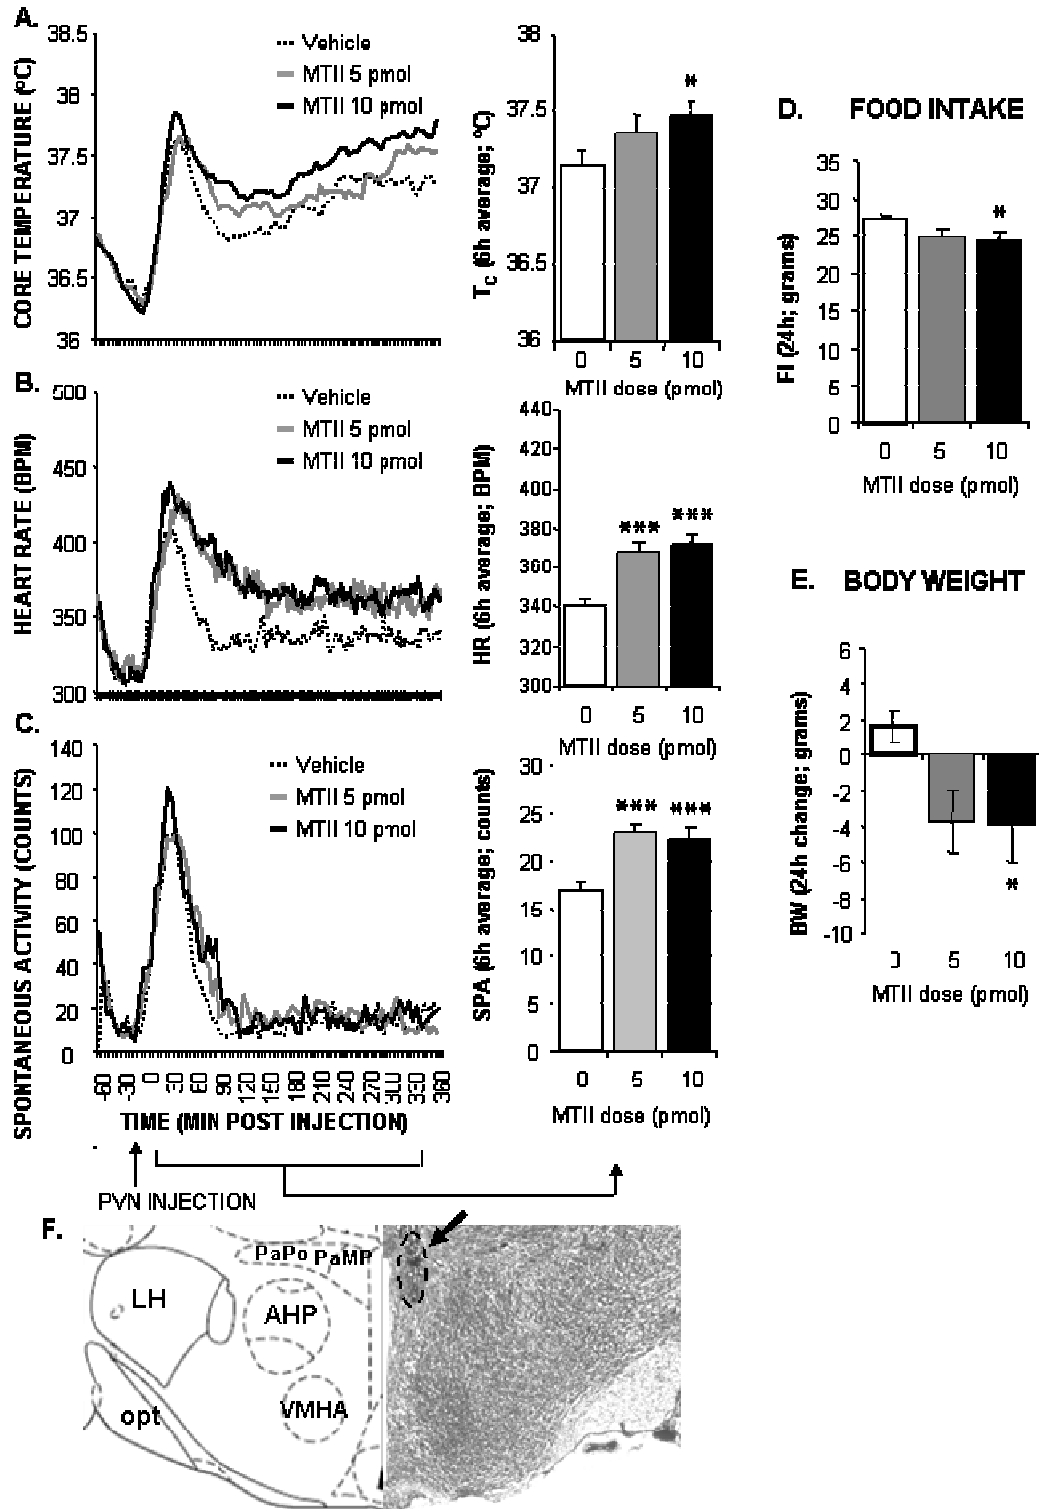 A.
CORE TEMPERATURE (ºC)
38.5
38
37.5
37
36.5
36
Vehicle
MTII 5 pmol
MTII 10 pmol
TC (6h average; ºC)
38
37.5
37
36.5
36
*
0 5 10
MTII dose (pmol)
B.
HEART RATE (BPM)
500
450
400
350
300
Vehicle
MTII 5 pmol
MTII 10 pmol
HR (6h average; BPM)
440
420
400
380
360
340
320
300
*** ***
0 5 10
MTII dose (pmol)
C.
SPONTANEOUS ACTIVITY (COUNTS)
140
120
100
80
60
40
20
0
Vehicle
MTII 5 pmol
MTII 10 pmol
-60 -30 0 30 60 90 120 150 180 210 240 270 300 330 360
TIME (MIN POST INJECTION)
PVN INJECTION
SPA (6h average; counts)
30
25
20
15
10
5
0
*** ***
0 5 10
MTII dose (pmol)
D. FOOD INTAKE
FI (24h; grams)
35
30
25
20
15
10
5
0
*
0 5 10
MTII dose (pmol)
E. BODY WEIGHT
BW (24h change; grams)
6
4
2
0
-2
-4
-6
-8
-10
*
0 5 10
MTII dose (pmol)
F.
PaPo PaMP
LH
AHP
opt
VMHA